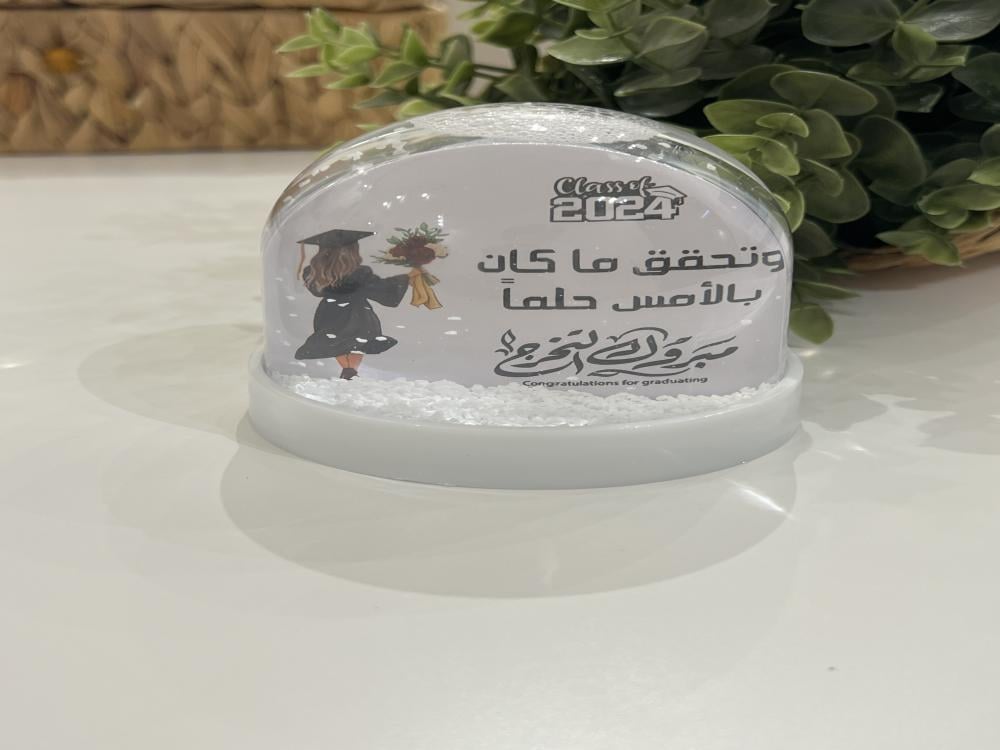 Class of
2024
وتحقق ما كان
بالأمس حلماً
مبروك التخرج
Congratulations for graduating